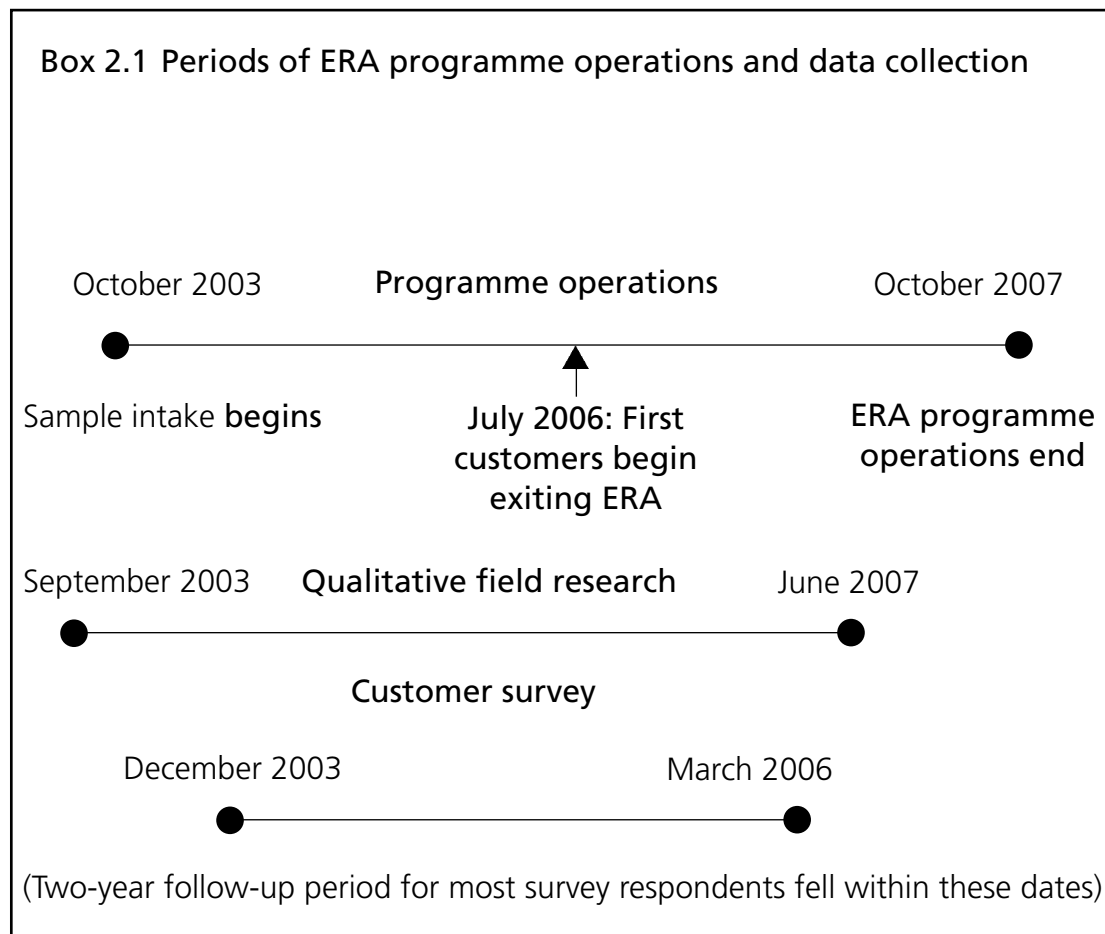 Box 2.1 Periods of ERA programme operations and data collection
October 2003 Programme operations October 2007
Sample intake begins
July 2006: First
customers begin
exiting ERA
ERA programme
operations end
September 2003 Qualitative field research June 2007
Customer survey
December 2003 March 2006
(Two-year follow-up period for most survey respondents fell within these dates)